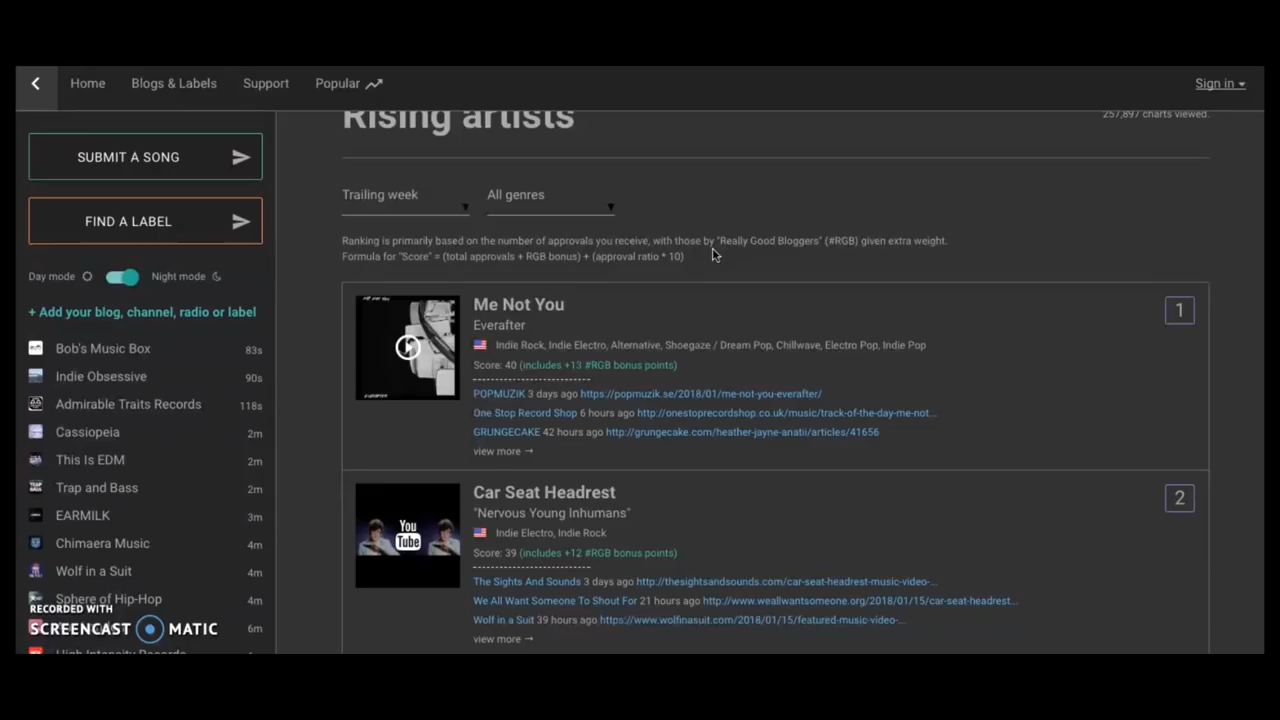 Home Blogs & Labels Support Popular Sign in
Rising artists
257,897 charts viewed.
SUBMIT A SONG
FIND A LABEL
Day mode Night mode
+ Add your blog, channel, radio or label
Bob's Music Box 83s
Indie Obsessive 90s
Admirable Traits Records 118s
Cassiopeia 2m
This Is EDM 2m
Trap and Bass 2m
EARMILK 3m
Chimaera Music 4m
Wolf in a Suit 4m
Sphere of Hip-Hop 4m
6m
High Intensity Records
RECORDED WITH
SCREENCAST MATIC
Trailing week All genres
Ranking is primarily based on the number of approvals you receive, with those by "Really Good Bloggers" (#RGB) given extra weight.
Formula for "Score" = (total approvals + RGB bonus) + (approval ratio * 10)
Me Not You
1
Everafter
Indie Rock, Indie Electro, Alternative, Shoegaze / Dream Pop, Chillwave, Electro Pop, Indie Pop
Score: 40 (includes +13 #RGB bonus points)
POPMUZIK 3 days ago https://popmuzik.se/2018/01/me-not-you-everafter/
One Stop Record Shop 6 hours ago http://onestoprecordshop.co.uk/music/track-of-the-day-me-not...
GRUNGECAKE 42 hours ago http://grungecake.com/heather-jayne-anatii/articles/41656
view more →
You
Tube
Car Seat Headrest
2
"Nervous Young Inhumans"
Indie Electro, Indie Rock
Score: 39 (includes +12 #RGB bonus points)
The Sights And Sounds 3 days ago http://thesightsandsounds.com/car-seat-headrest-music-video-...
We All Want Someone To Shout For 21 hours ago http://www.weallwantsomeone.org/2018/01/15/car-seat-headrest...
Wolf in a Suit 39 hours ago https://www.wolfinasuit.com/2018/01/15/featured-music-video-...
view more →